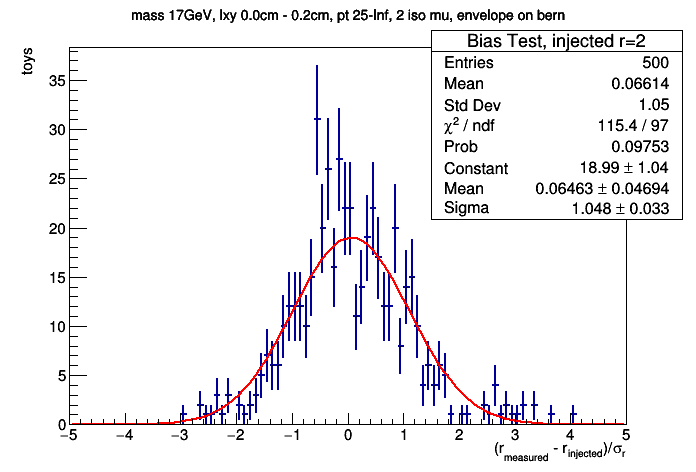 mass 17GeV, lxy 0.0cm - 0.2cm, pt 25-Inf, 2 iso mu, envelope on bern
Bias Test, injected r=2
Entries 500
Mean 0.06614
Std Dev 1.05
χ² / ndf 115.4 / 97
Prob 0.09753
Constant 18.99 ± 1.04
Mean 0.06463 ± 0.04694
Sigma 1.048 ± 0.033
toys
35
30
25
20
15
10
5
0
−5 −4 −3 −2 −1 0 1 2 3 4 5
(r_measured - r_injected)/σ_r